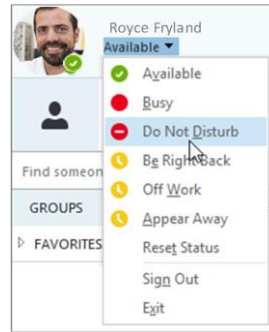 Royce Fryland
Available
Available
Busy
Do Not Disturb
Be Right Back
Find someon
Off Work
GROUPS
Appear Away
FAVORITES
Reset Status
Sign Out
Exit